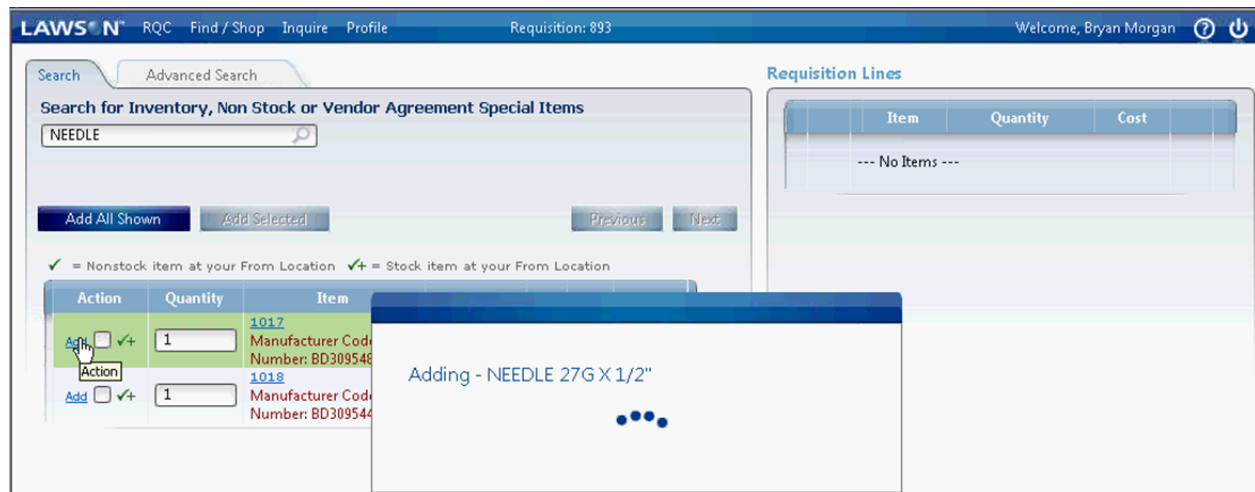 LAWSON™ RQC Find / Shop Inquire Profile Requisition: 893 Welcome, Bryan Morgan
Search Advanced Search
Search for Inventory, Non Stock or Vendor Agreement Special Items
NEEDLE
Add All Shown Add Selected Previous Next
✓ = Nonstock item at your From Location ✓+ = Stock item at your From Location
Action Quantity Item
Add ✓+ 1 1017
Manufacturer Code
Number: BD309548
Action
Add ✓+ 1 1018
Manufacturer Code
Number: BD309544
Adding - NEEDLE 27G X 1/2"
Requisition Lines
Item Quantity Cost
--- No Items ---